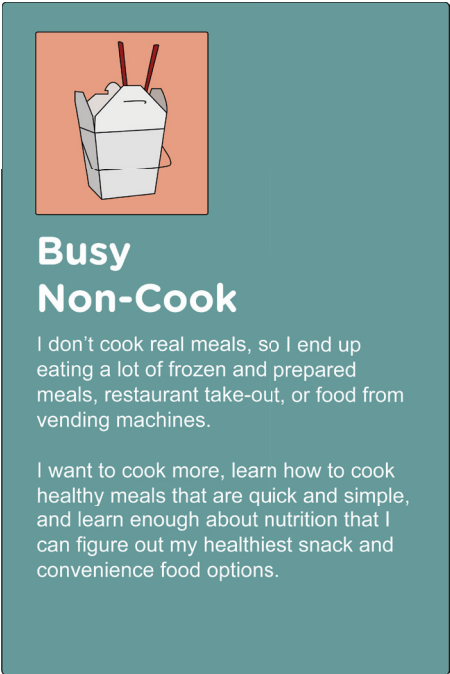 Busy
Non-Cook
I don’t cook real meals, so I end up
eating a lot of frozen and prepared
meals, restaurant take-out, or food from
vending machines.
I want to cook more, learn how to cook
healthy meals that are quick and simple,
and learn enough about nutrition that I
can figure out my healthiest snack and
convenience food options.